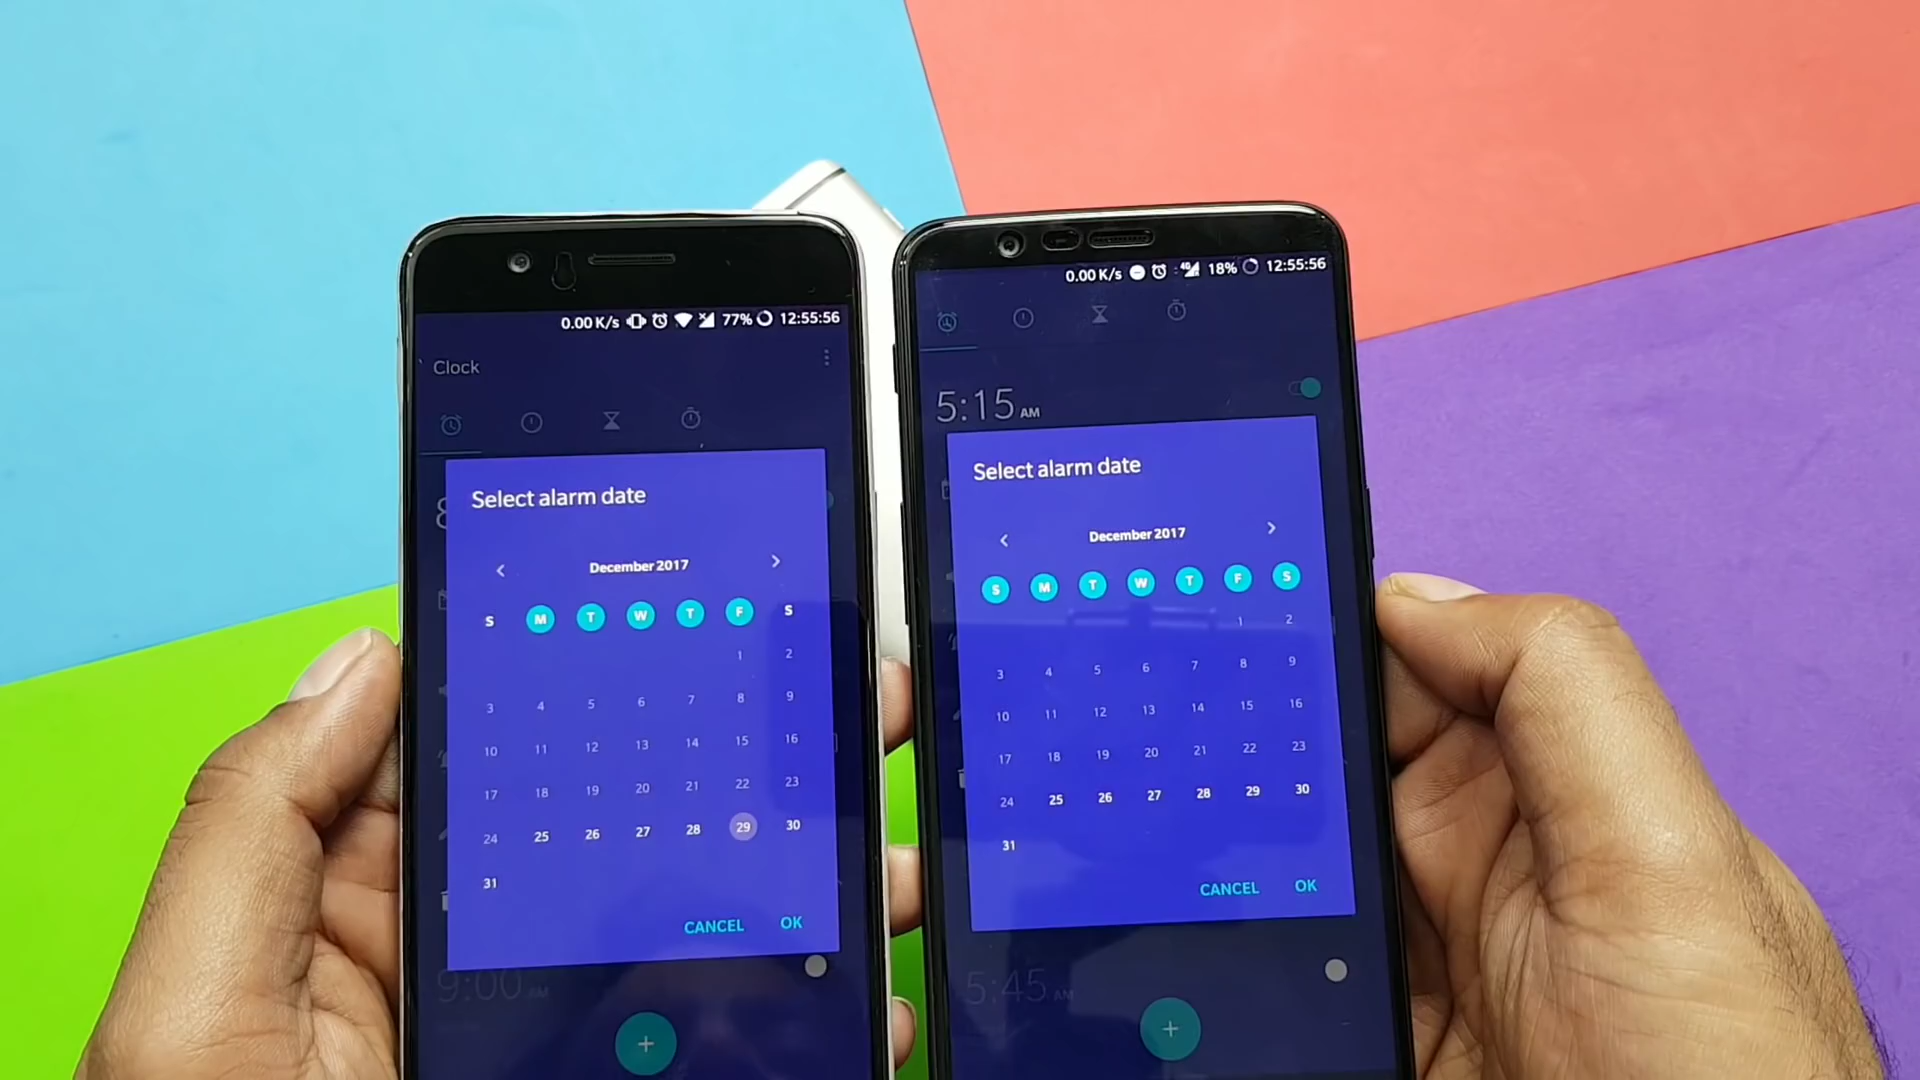 0.00 K/s 77% 12:55:56
Clock
8
Select alarm date
December 2017
S M T W T F S
1 2
3 4 5 6 7 8 9
10 11 12 13 14 15 16
17 18 19 20 21 22 23
24 25 26 27 28 29 30
31
CANCEL OK
9:00 AM
+
0.00 K/s 4G 18% 12:55:56
5:15 AM
Select alarm date
December 2017
S M T W T F S
1 2
3 4 5 6 7 8 9
10 11 12 13 14 15 16
17 18 19 20 21 22 23
24 25 26 27 28 29 30
31
CANCEL OK
5:45 AM
+